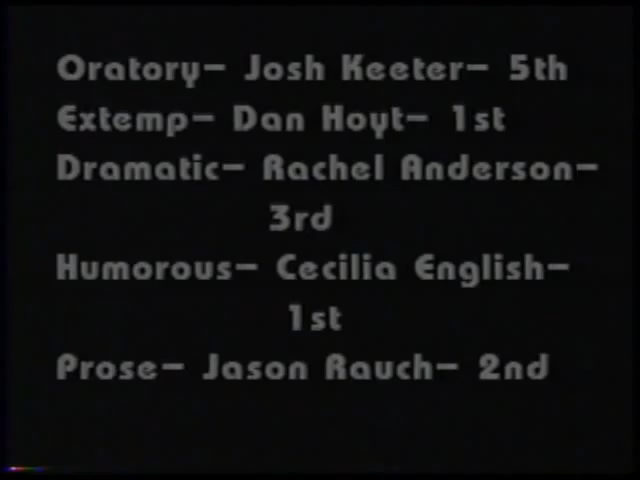 Oratory- Josh Keeter- 5th
Extemp- Dan Hoyt- 1st
Dramatic- Rachel Anderson-
3rd
Humorous- Cecilia English-
1st
Prose- Jason Rauch- 2nd